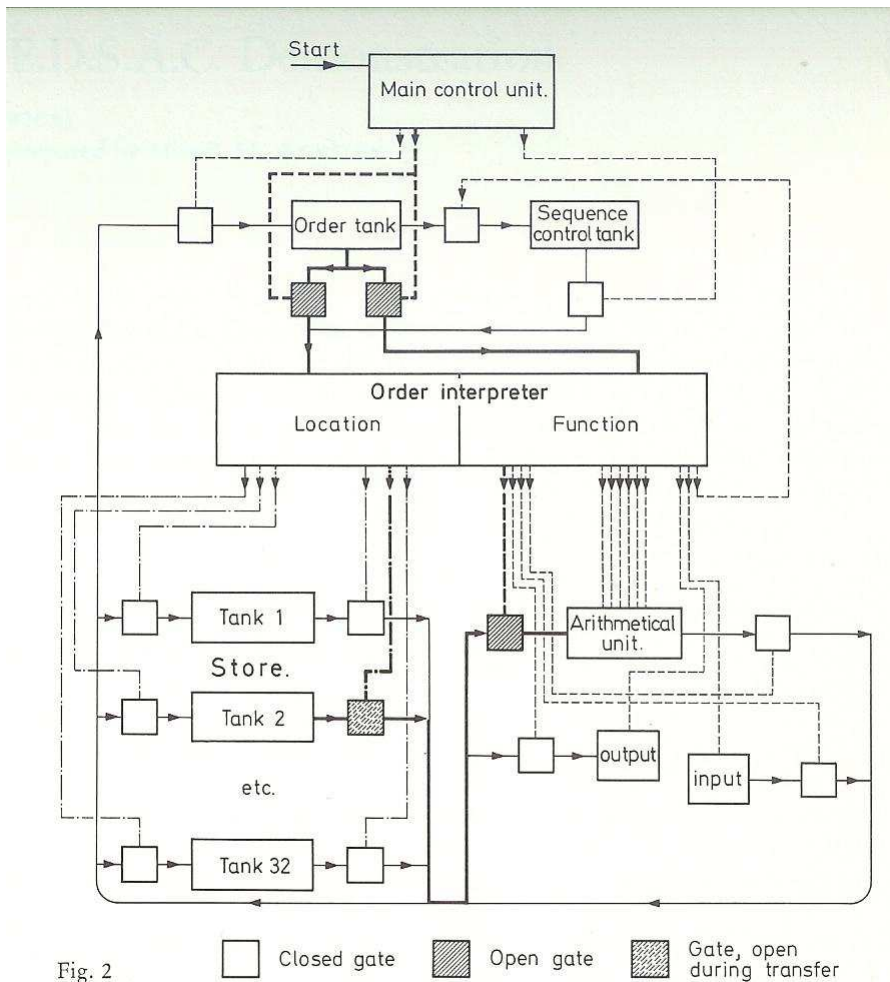 E.D.S.A.C.
Start
Main control unit.
Order tank
Sequence
control tank
Order interpreter
Location
Function
Tank 1
Arithmetical
unit.
Store.
Tank 2
output
input
etc.
Tank 32
Fig. 2
Closed gate
Open gate
Gate, open
during transfer